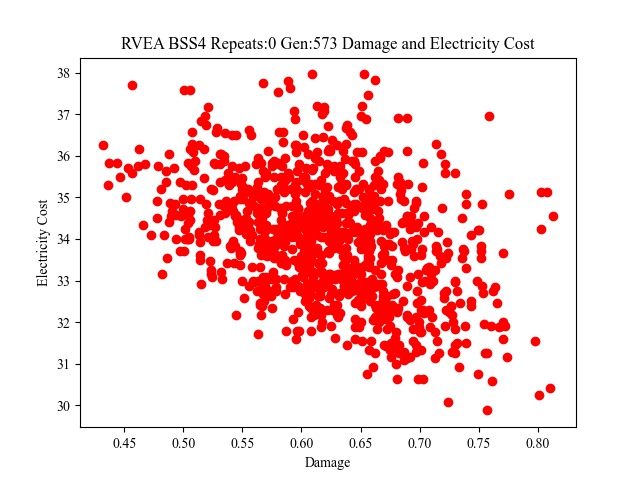 RVEA BSS4 Repeats:0 Gen:573 Damage and Electricity Cost
38
37
36
35
34
33
32
31
30
Electricity Cost
0.45 0.50 0.55 0.60 0.65 0.70 0.75 0.80
Damage